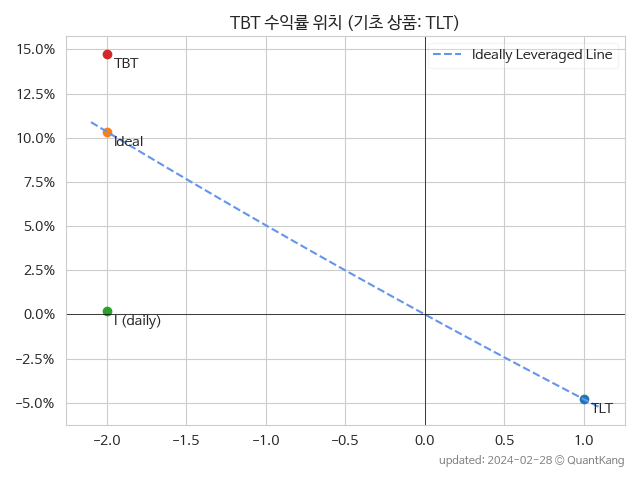 TBT 수익률 위치 (기초 상품: TLT)
Ideally Leveraged Line
15.0%
12.5%
10.0%
7.5%
5.0%
2.5%
0.0%
−2.5%
−5.0%
TBT
Ideal
I (daily)
TLT
−2.0 −1.5 −1.0 −0.5 0.0 0.5 1.0
updated: 2024-02-28 © QuantKang